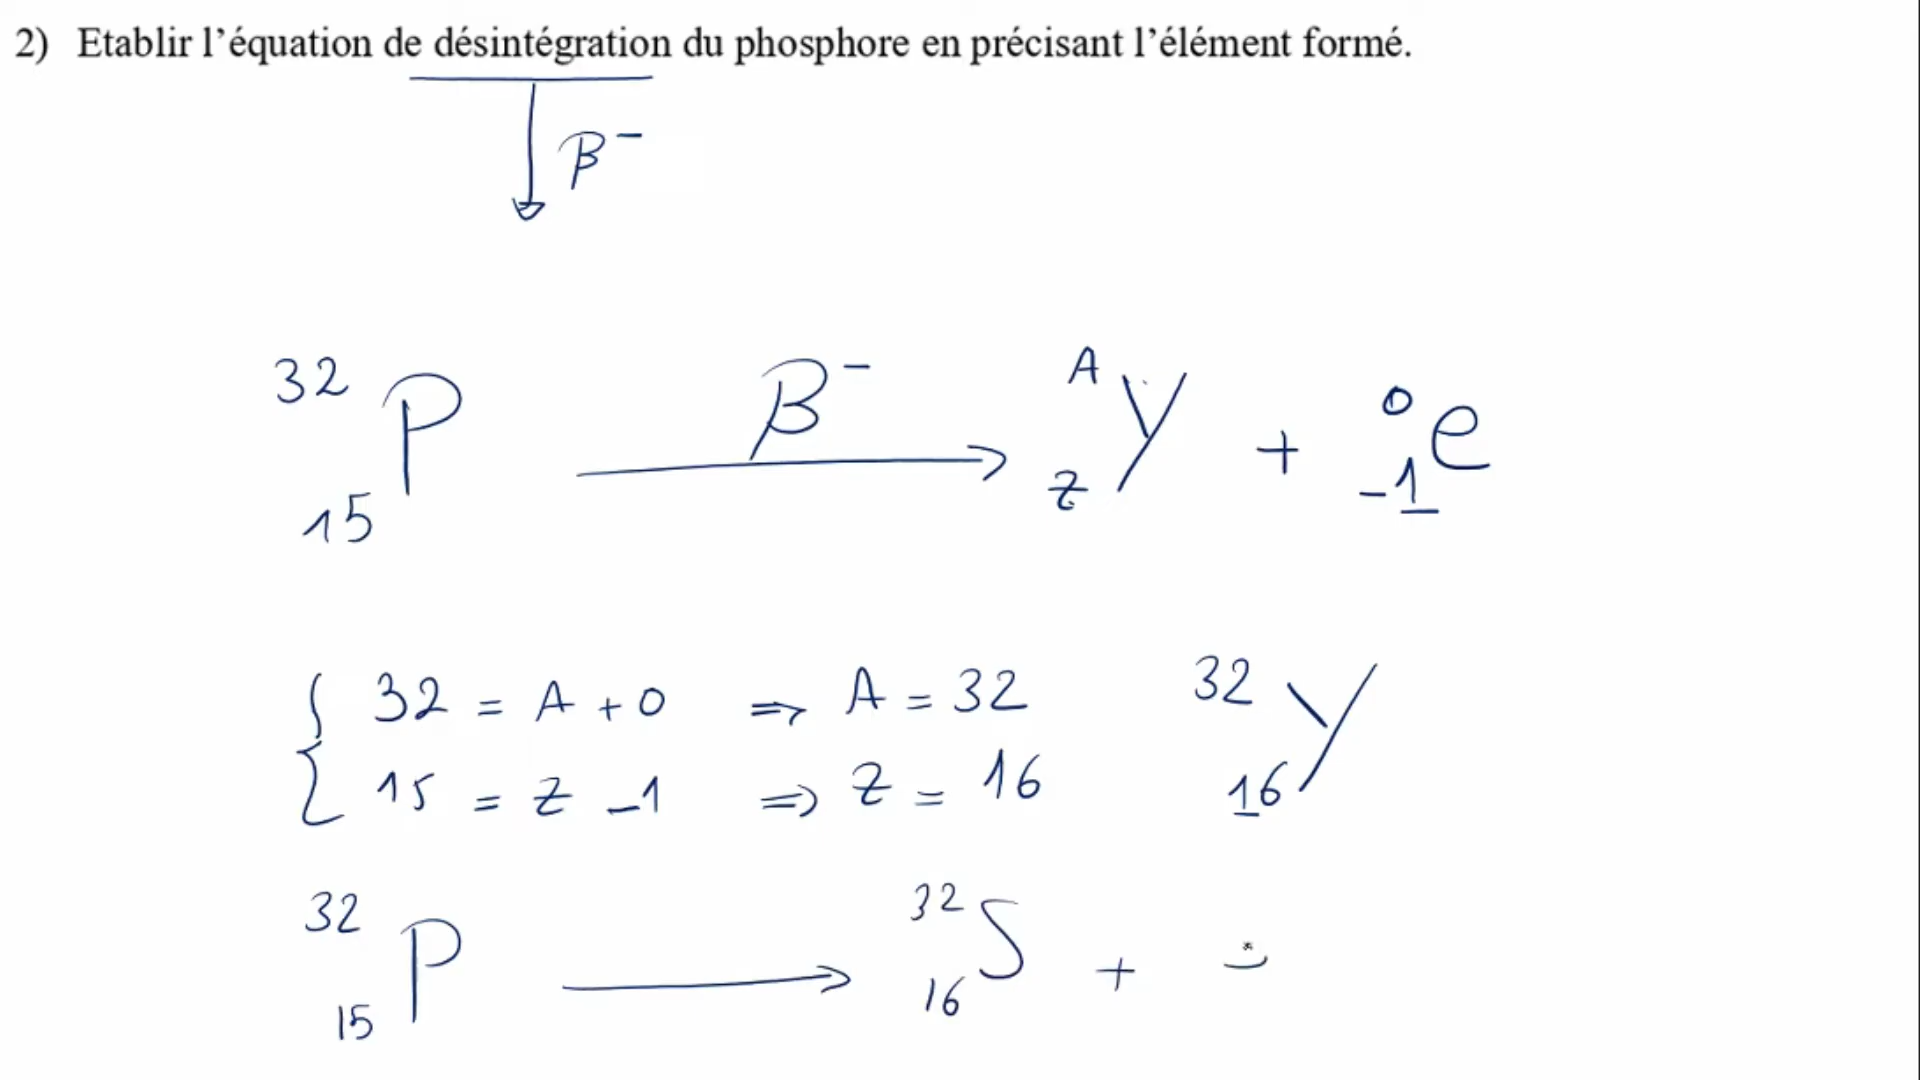 2) Etablir l’équation de désintégration du phosphore en précisant l’élément formé.
β⁻
³²₁₅P β⁻ → ᴬ_Z Y + ⁰₋₁e
{ 32 = A + 0 ⇒ A = 32 ³²₁₆Y
15 = Z - 1 ⇒ Z = 16
³²₁₅P → ³²₁₆S +